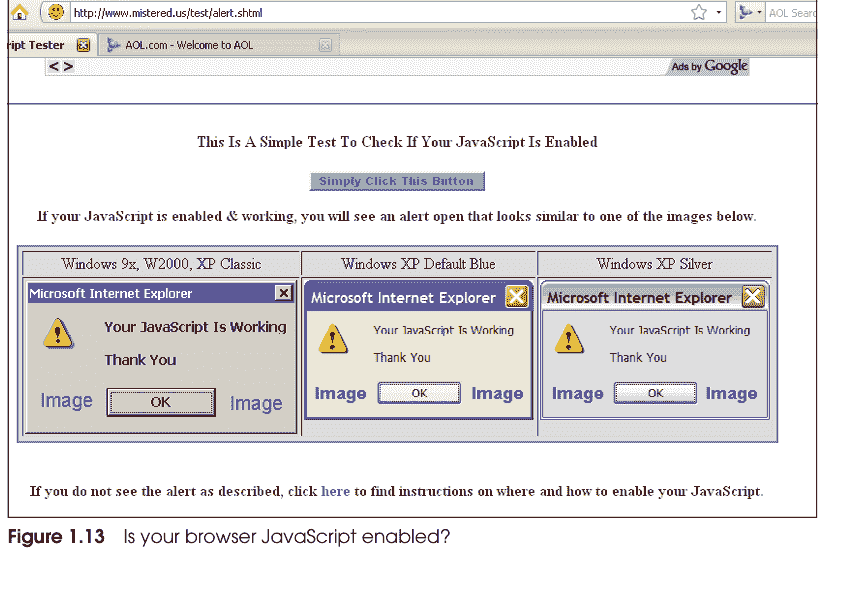 http://www.mistered.us/test/alert.shtml
AOL Searc
ript Tester
AOL.com - Welcome to AOL
< >
Ads by Google
This Is A Simple Test To Check If Your JavaScript Is Enabled
Simply Click This Button
If your JavaScript is enabled & working, you will see an alert open that looks similar to one of the images below.
Windows 9x, W2000, XP Classic
Windows XP Default Blue
Windows XP Silver
Microsoft Internet Explorer
Your JavaScript Is Working
Thank You
Image
OK
Image
Microsoft Internet Explorer
Your JavaScript Is Working
Thank You
Image
OK
Image
Microsoft Internet Explorer
Your JavaScript Is Working
Thank You
Image
OK
Image
If you do not see the alert as described, click here to find instructions on where and how to enable your JavaScript.
Figure 1.13 Is your browser JavaScript enabled?